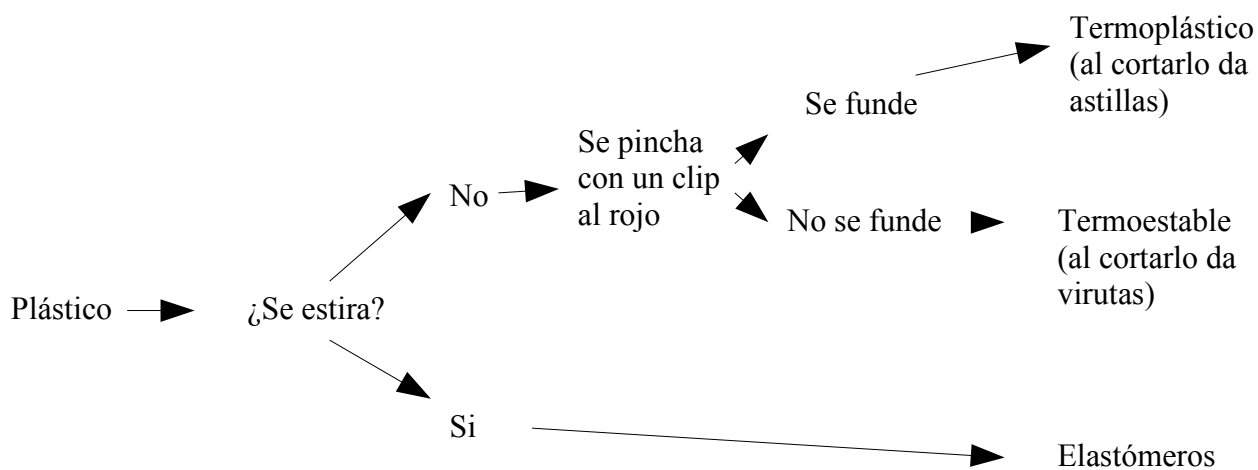 Termoplástico
(al cortarlo da
astillas)
Se funde
Se pincha
con un clip
al rojo
No
No se funde
Termoestable
(al cortarlo da
virutas)
Plástico
¿Se estira?
Si
Elastómeros